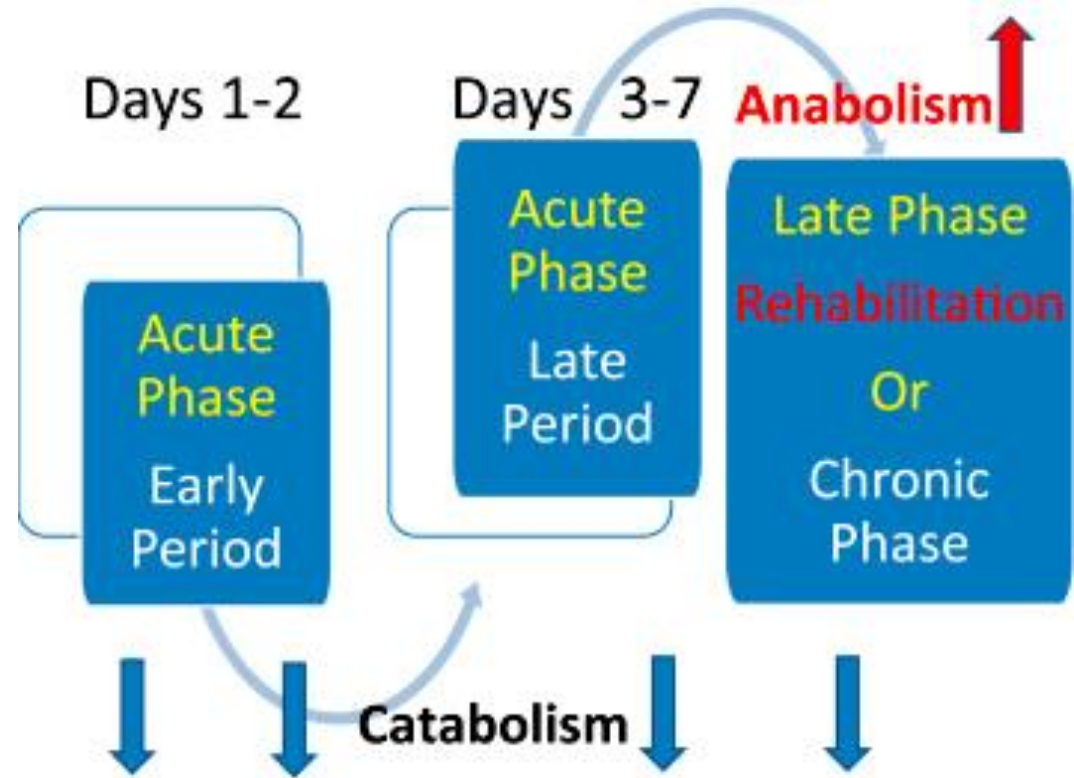 Days 1-2
Acute
Phase
Early
Period
Days 3-7
Acute
Phase
Late
Period
Anabolism
Late Phase
Rehabilitation
Or
Chronic
Phase
Catabolism